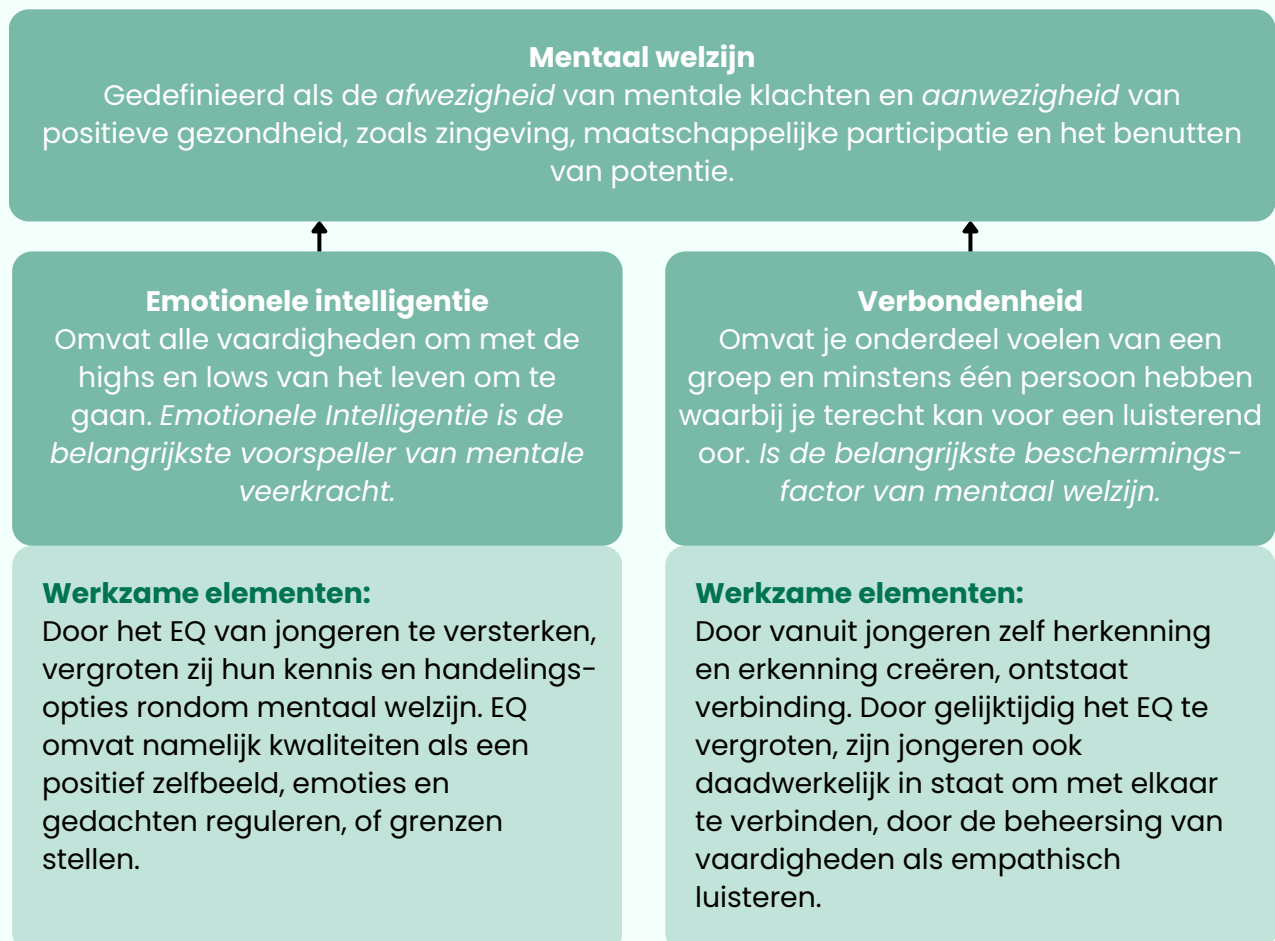 Mentaal welzijn
Gedefinieerd als de afwezigheid van mentale klachten en aanwezigheid van
positieve gezondheid, zoals zingeving, maatschappelijke participatie en het benutten
van potentie.
Emotionele intelligentie
Omvat alle vaardigheden om met de
highs en lows van het leven om te
gaan. Emotionele Intelligentie is de
belangrijkste voorspeller van mentale
veerkracht.
Verbondenheid
Omvat je onderdeel voelen van een
groep en minstens één persoon hebben
waarbij je terecht kan voor een luisterend
oor. Is de belangrijkste beschermings-
factor van mentaal welzijn.
Werkzame elementen:
Door het EQ van jongeren te versterken,
vergroten zij hun kennis en handelings-
opties rondom mentaal welzijn. EQ
omvat namelijk kwaliteiten als een
positief zelfbeeld, emoties en
gedachten reguleren, of grenzen
stellen.
Werkzame elementen:
Door vanuit jongeren zelf herkenning
en erkenning creëren, ontstaat
verbinding. Door gelijktijdig het EQ te
vergroten, zijn jongeren ook
daadwerkelijk in staat om met elkaar
te verbinden, door de beheersing van
vaardigheden als empathisch
luisteren.